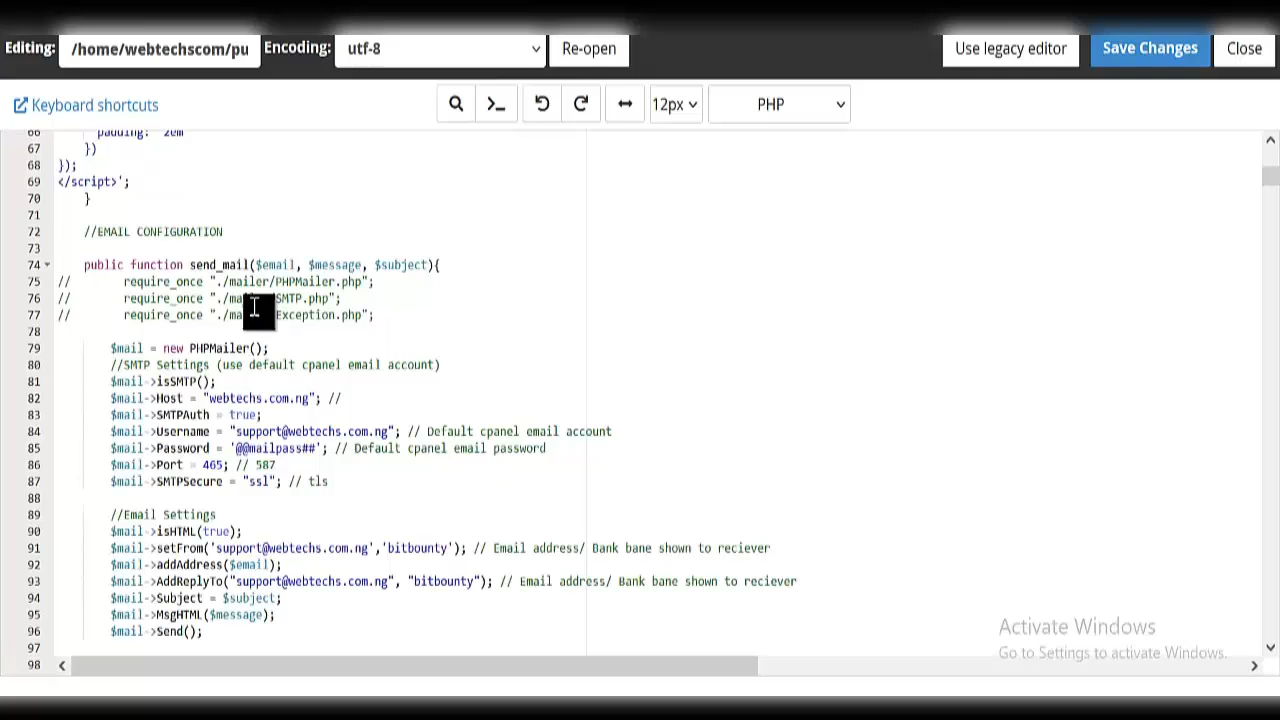 Editing: /home/webtechscom/pu Encoding: utf-8 Re-open Use legacy editor Save Changes Close
Keyboard shortcuts 12px PHP
66 padding: '2em'
67 })
68 });
69 </script>';
70 }
71
72 //EMAIL CONFIGURATION
73
74 public function send_mail($email, $message, $subject){
75 // require_once "./mailer/PHPMailer.php";
76 // require_once "./ma SMTP.php";
77 // require_once "./ma Exception.php";
78
79 $mail = new PHPMailer();
80 //SMTP Settings (use default cpanel email account)
81 $mail->isSMTP();
82 $mail->Host = "webtechs.com.ng"; //
83 $mail->SMTPAuth = true;
84 $mail->Username = "support@webtechs.com.ng"; // Default cpanel email account
85 $mail->Password = '@@mailpass##'; // Default cpanel email password
86 $mail->Port = 465; // 587
87 $mail->SMTPSecure = "ssl"; // tls
88
89 //Email Settings
90 $mail->isHTML(true);
91 $mail->setFrom('support@webtechs.com.ng','bitbounty'); // Email address/ Bank bane shown to reciever
92 $mail->addAddress($email);
93 $mail->AddReplyTo("support@webtechs.com.ng", "bitbounty"); // Email address/ Bank bane shown to reciever
94 $mail->Subject = $subject;
95 $mail->MsgHTML($message);
96 $mail->Send();
97
98
Activate Windows
Go to Settings to activate Windows.